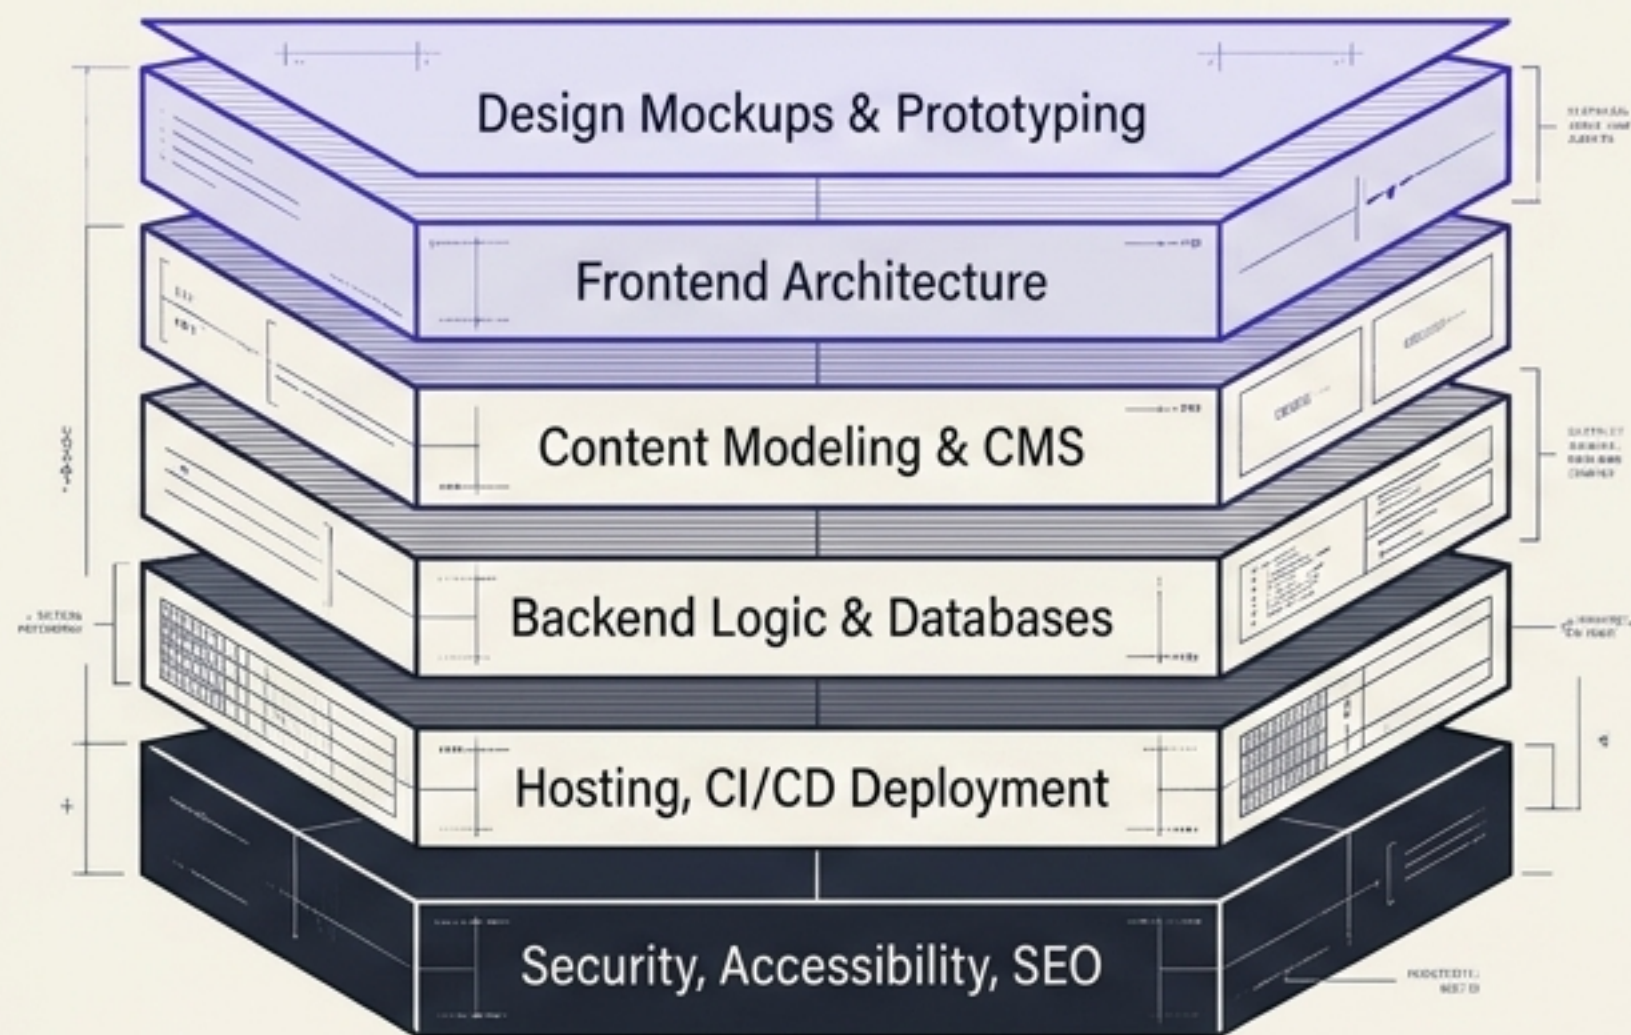 Design Mockups & Prototyping
Frontend Architecture
Content Modeling & CMS
Backend Logic & Databases
Hosting, CI/CD Deployment
Security, Accessibility, SEO